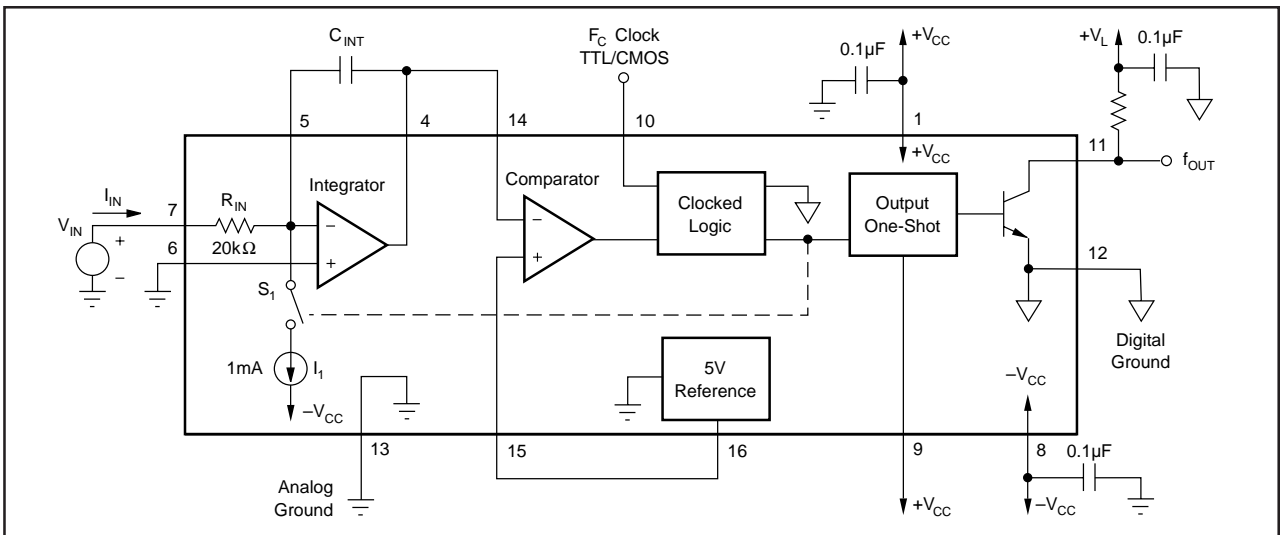 C_INT
F_C Clock
TTL/CMOS
0.1µF
+V_CC
+V_L
0.1µF
5
4
14
10
1
+V_CC
11
f_OUT
I_IN
7
R_IN
Integrator
Comparator
Clocked
Logic
Output
One-Shot
V_IN
+
–
6
20kΩ
–
+
–
+
12
S_1
Digital
Ground
1mA
I_1
5V
Reference
–V_CC
–V_CC
13
15
16
9
8
0.1µF
Analog
Ground
+V_CC
–V_CC